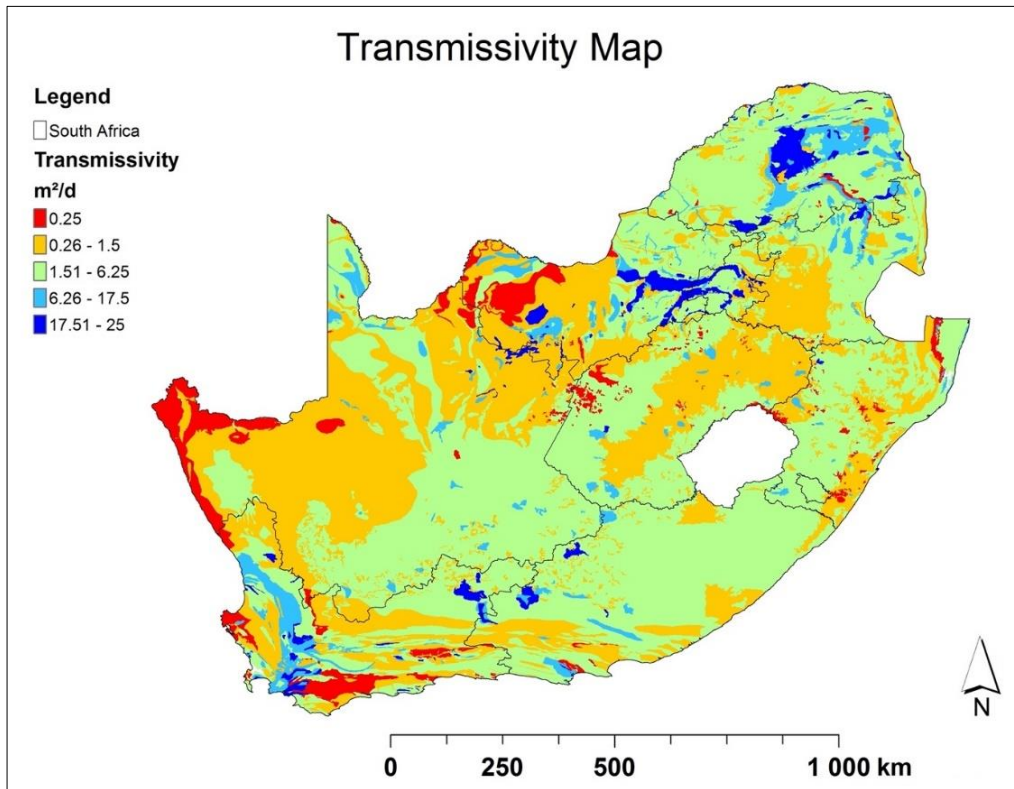 Transmissivity Map
Legend
South Africa
Transmissivity
m²/d
0.25
0.26 - 1.5
1.51 - 6.25
6.26 - 17.5
17.51 - 25
N
0 250 500 1 000 km